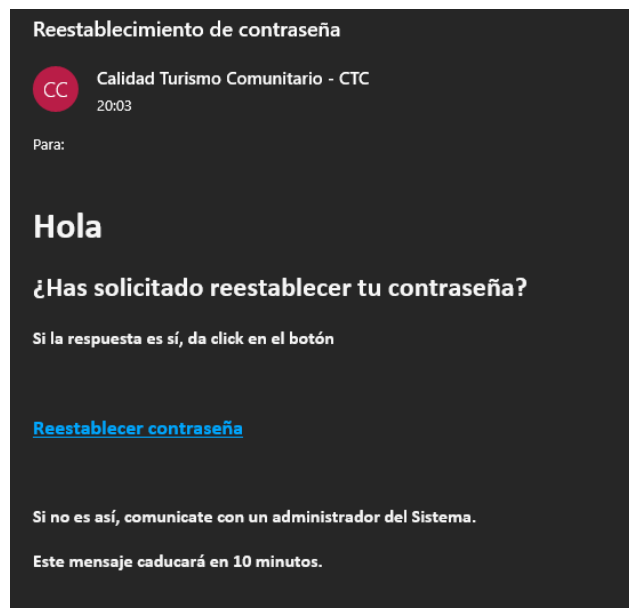 Reestablecimiento de contraseña
CC
Calidad Turismo Comunitario - CTC
20:03
Para:
Hola
¿Has solicitado reestablecer tu contraseña?
Si la respuesta es sí, da click en el botón
Reestablecer contraseña
Si no es así, comunicate con un administrador del Sistema.
Este mensaje caducará en 10 minutos.